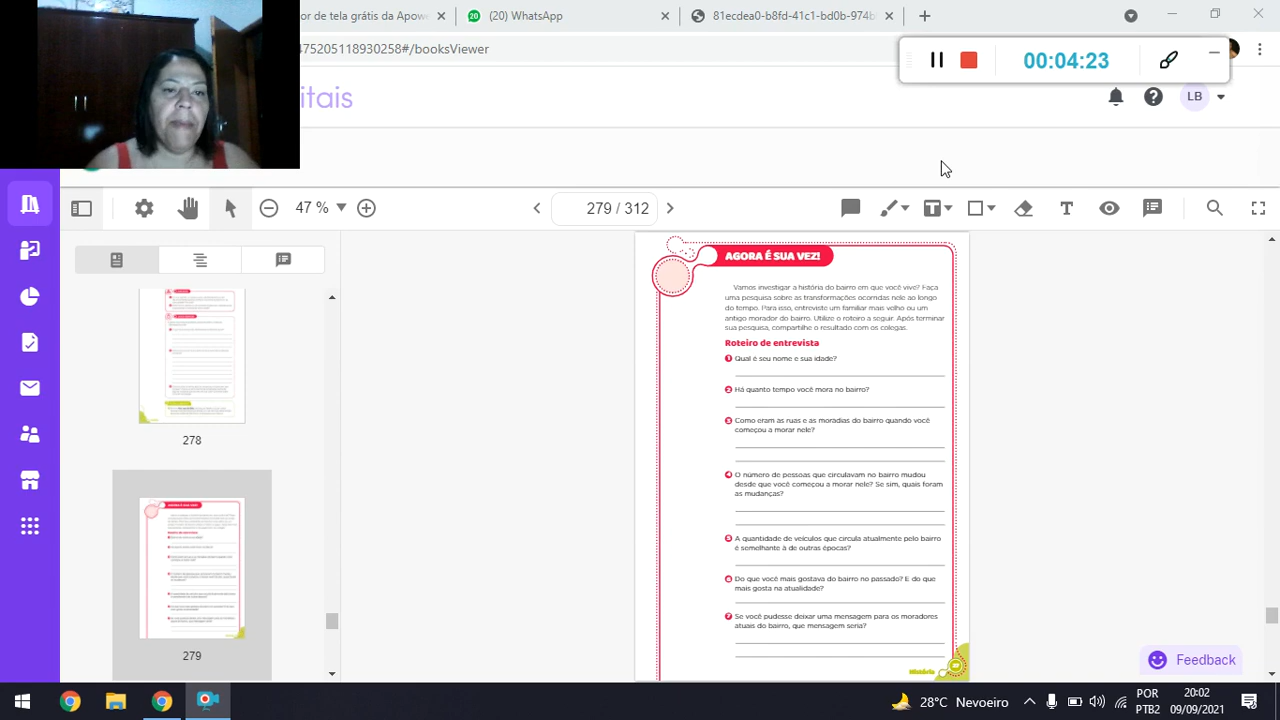 or de tela grátis da Apow
(20) WhatsApp
81ecdea0-b8fd-41c1-bd0b-974b
475205118930258#/booksViewer
00:04:23
itais
LB
47 %
279 / 312
278
279
AGORA É SUA VEZ!
Vamos investigar a história do bairro em que você vive? Faça
uma pesquisa sobre as transformações ocorridas nele ao longo
do tempo. Para isso, entreviste um familiar mais velho ou um
antigo morador do bairro. Utilize o roteiro a seguir. Após terminar
sua pesquisa, compartilhe o resultado com os colegas.
Roteiro de entrevista
1 Qual é seu nome e sua idade?
2 Há quanto tempo você mora no bairro?
3 Como eram as ruas e as moradias do bairro quando você
começou a morar nele?
4 O número de pessoas que circulavam no bairro mudou
desde que você começou a morar nele? Se sim, quais foram
as mudanças?
5 A quantidade de veículos que circula atualmente pelo bairro
é semelhante à de outras épocas?
6 Do que você mais gostava do bairro no passado? E do que
mais gosta na atualidade?
7 Se você pudesse deixar uma mensagem para os moradores
atuais do bairro, que mensagem seria?
História
Feedback
28°C Nevoeiro
POR
PTB2
20:02
09/09/2021